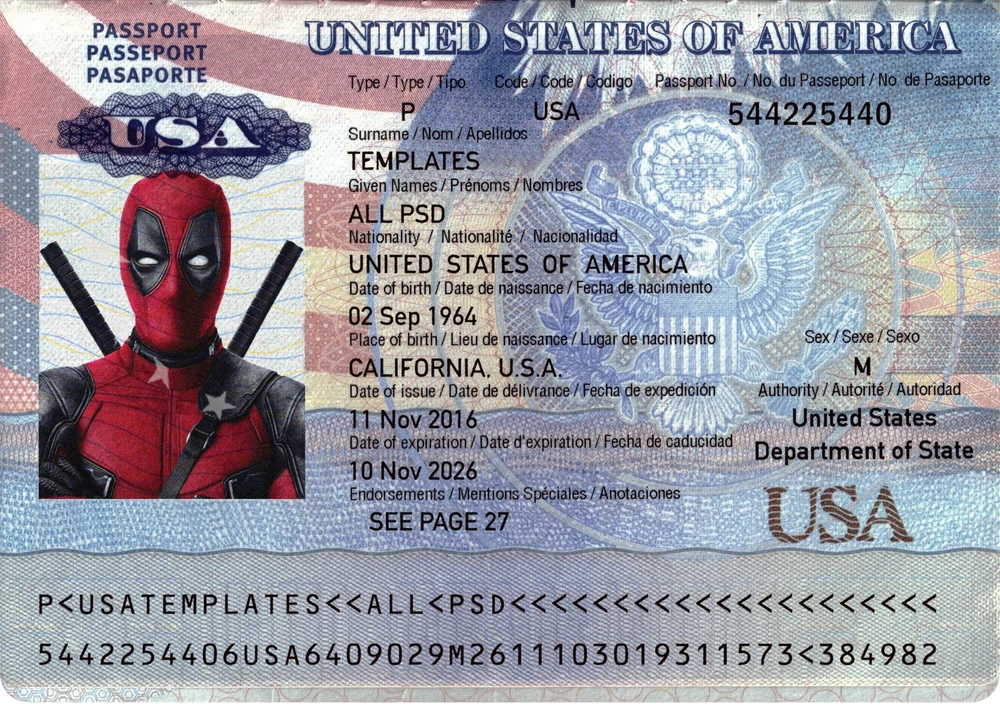 PASSPORT
PASSEPORT
PASAPORTE
USA
UNITED STATES OF AMERICA
Type / Type / Tipo Code / Code / Codigo Passport No. / No. du Passeport / No. de Pasaporte
P USA 544225440
Surname / Nom / Apellidos
TEMPLATES
Given Names / Prénoms / Nombres
ALL PSD
Nationality / Nationalité / Nacionalidad
UNITED STATES OF AMERICA
Date of birth / Date de naissance / Fecha de nacimiento
02 Sep 1964
Place of birth / Lieu de naissance / Lugar de nacimiento Sex / Sexe / Sexo
CALIFORNIA, U.S.A. M
Date of issue / Date de délivrance / Fecha de expedición Authority / Autorité / Autoridad
11 Nov 2016 United States
Date of expiration / Date d'expiration / Fecha de caducidad Department of State
10 Nov 2026
Endorsements / Mentions Spéciales / Anotaciones
SEE PAGE 27 USA
P<USATEMPLATES<<ALL<PSD<<<<<<<<<<<<<<<<<<<<<
5442254406USA6409029M2611103019311573<384982